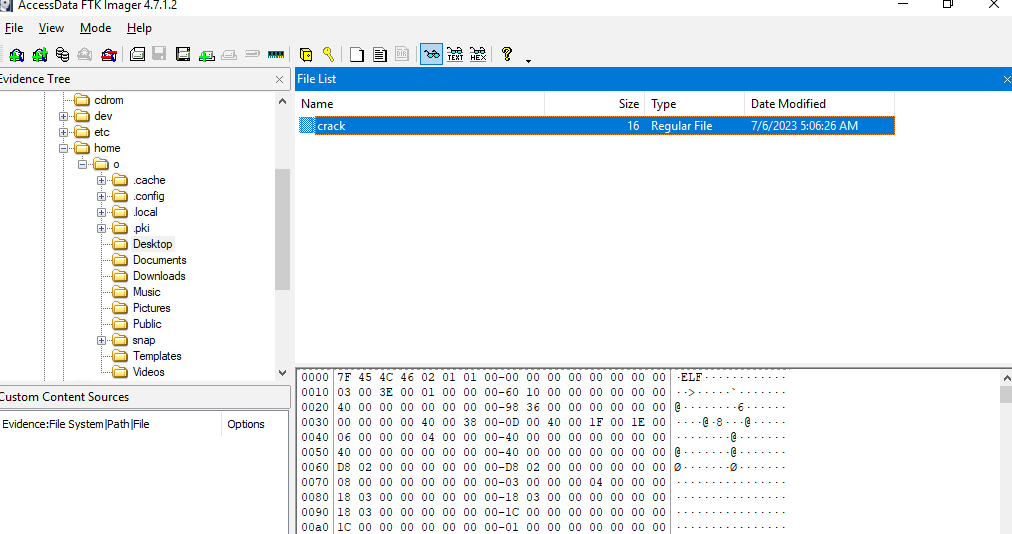 AccessData FTK Imager 4.7.1.2
File View Mode Help
Evidence Tree
cdrom
dev
etc
home
o
.cache
.config
.local
.pki
Desktop
Documents
Downloads
Music
Pictures
Public
snap
Templates
Videos
Custom Content Sources
Evidence:File System|Path|File Options
File List
Name Size Type Date Modified
crack 16 Regular File 7/6/2023 5:06:26 AM
0000 7F 45 4C 46 02 01 01 00-00 00 00 00 00 00 00 00 ·ELF············
0010 03 00 3E 00 01 00 00 00-60 10 00 00 00 00 00 00 ··>·····`·······
0020 40 00 00 00 00 00 00 00-98 36 00 00 00 00 00 00 @········6······
0030 00 00 00 00 40 00 38 00-0D 00 40 00 1F 00 1E 00 ····@·8···@·····
0040 06 00 00 00 04 00 00 00-40 00 00 00 00 00 00 00 ········@·······
0050 40 00 00 00 00 00 00 00-40 00 00 00 00 00 00 00 @·······@·······
0060 D8 02 00 00 00 00 00 00-D8 02 00 00 00 00 00 00 Ø·······Ø·······
0070 08 00 00 00 00 00 00 00-03 00 00 00 04 00 00 00 ················
0080 18 03 00 00 00 00 00 00-18 03 00 00 00 00 00 00 ················
0090 18 03 00 00 00 00 00 00-1C 00 00 00 00 00 00 00 ················
00a0 1C 00 00 00 00 00 00 00-01 00 00 00 00 00 00 00 ················